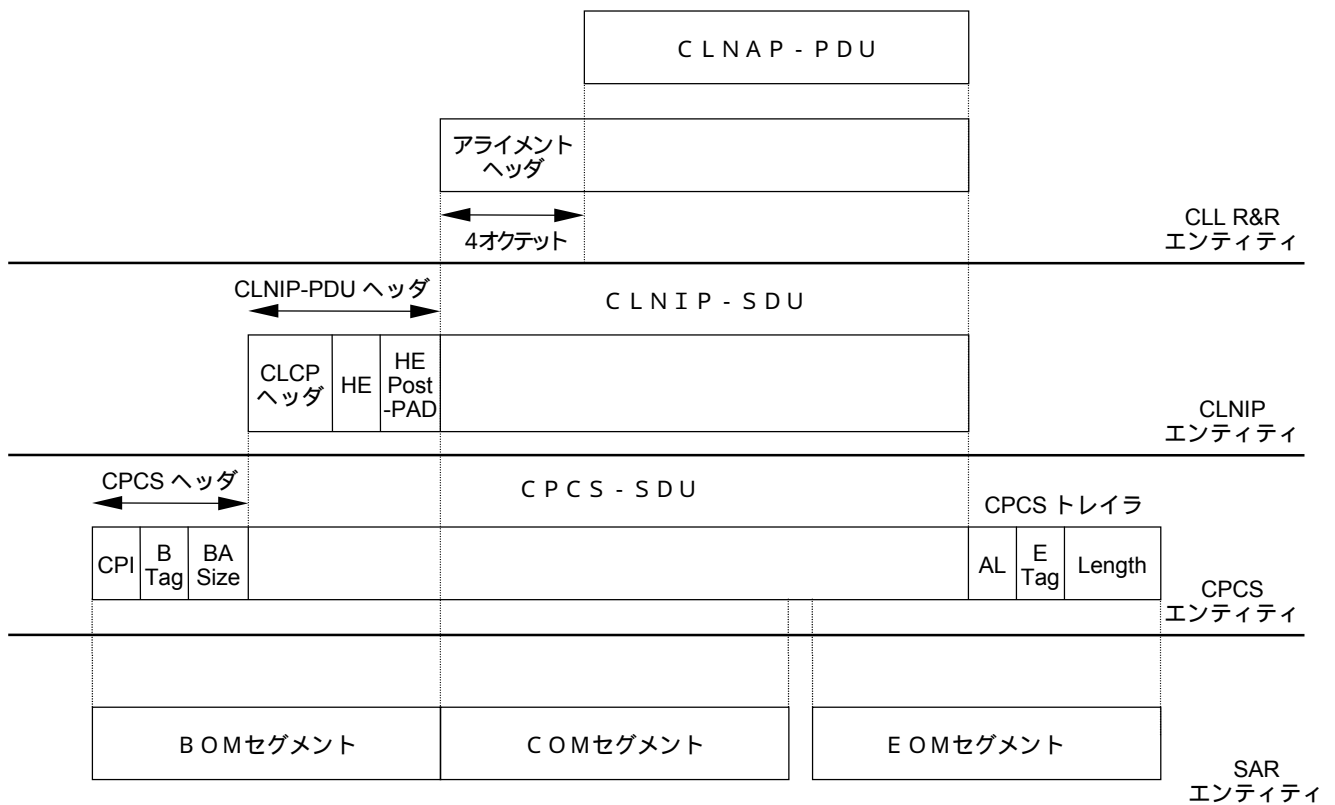 ＣＬＮＡＰ‐ＰＤＵ
アライメント
ヘッダ
4オクテット
CLL R&R
エンティティ
CLNIP-PDU ヘッダ
ＣＬＮＩＰ‐ＳＤＵ
CLCP
ヘッダ
HE
HE
Post
-PAD
CLNIP
エンティティ
CPCS ヘッダ
ＣＰＣＳ‐ＳＤＵ
CPCS トレイラ
CPI
B
Tag
BA
Size
AL
E
Tag
Length
CPCS
エンティティ
ＢＯＭセグメント
ＣＯＭセグメント
ＥＯＭセグメント
SAR
エンティティ